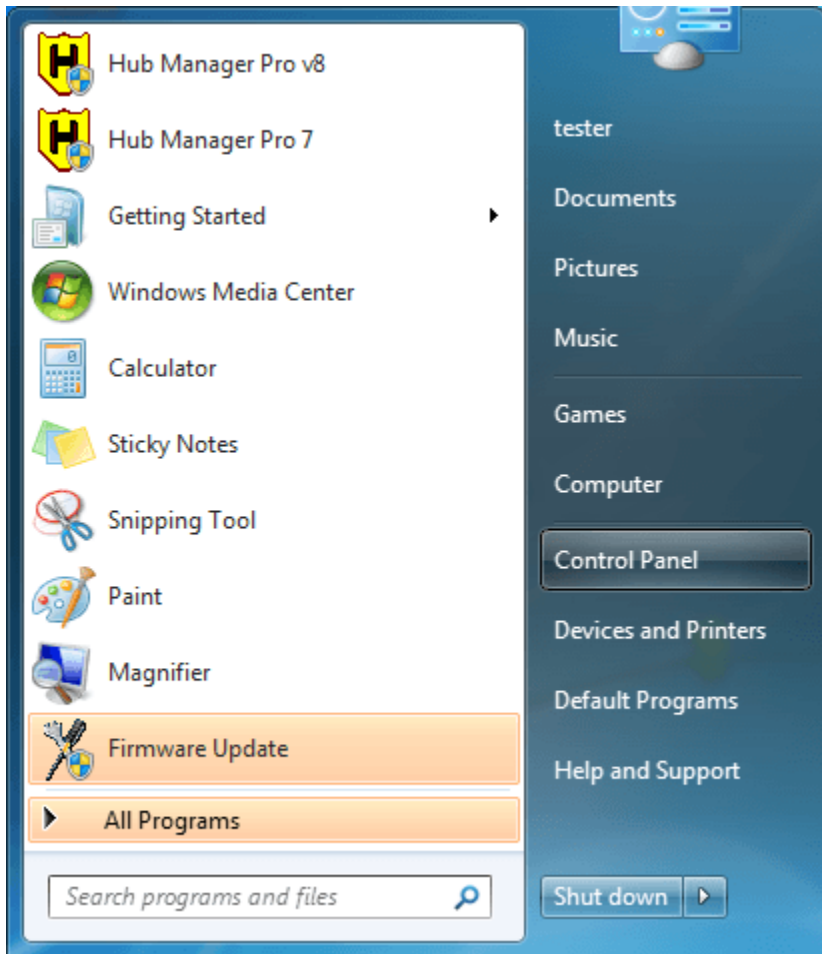 Hub Manager Pro v8
Hub Manager Pro 7
Getting Started
Windows Media Center
Calculator
Sticky Notes
Snipping Tool
Paint
Magnifier
Firmware Update
All Programs
Search programs and files
tester
Documents
Pictures
Music
Games
Computer
Control Panel
Devices and Printers
Default Programs
Help and Support
Shut down